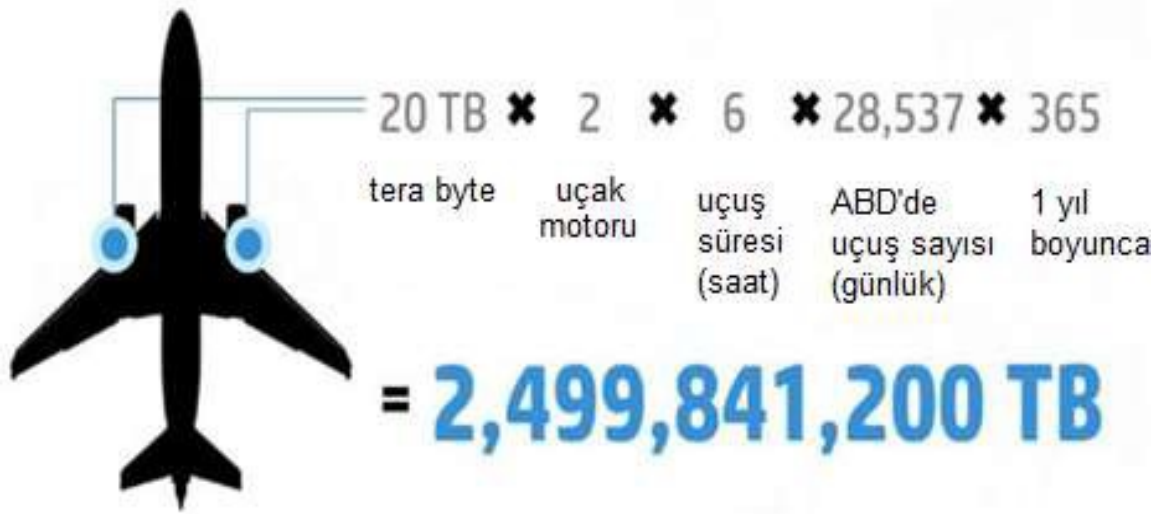 20 TB × 2 × 6 × 28,537 × 365
tera byte
uçak
motoru
uçuş
süresi
(saat)
ABD'de
uçuş sayısı
(günlük)
1 yıl
boyunca
= 2,499,841,200 TB